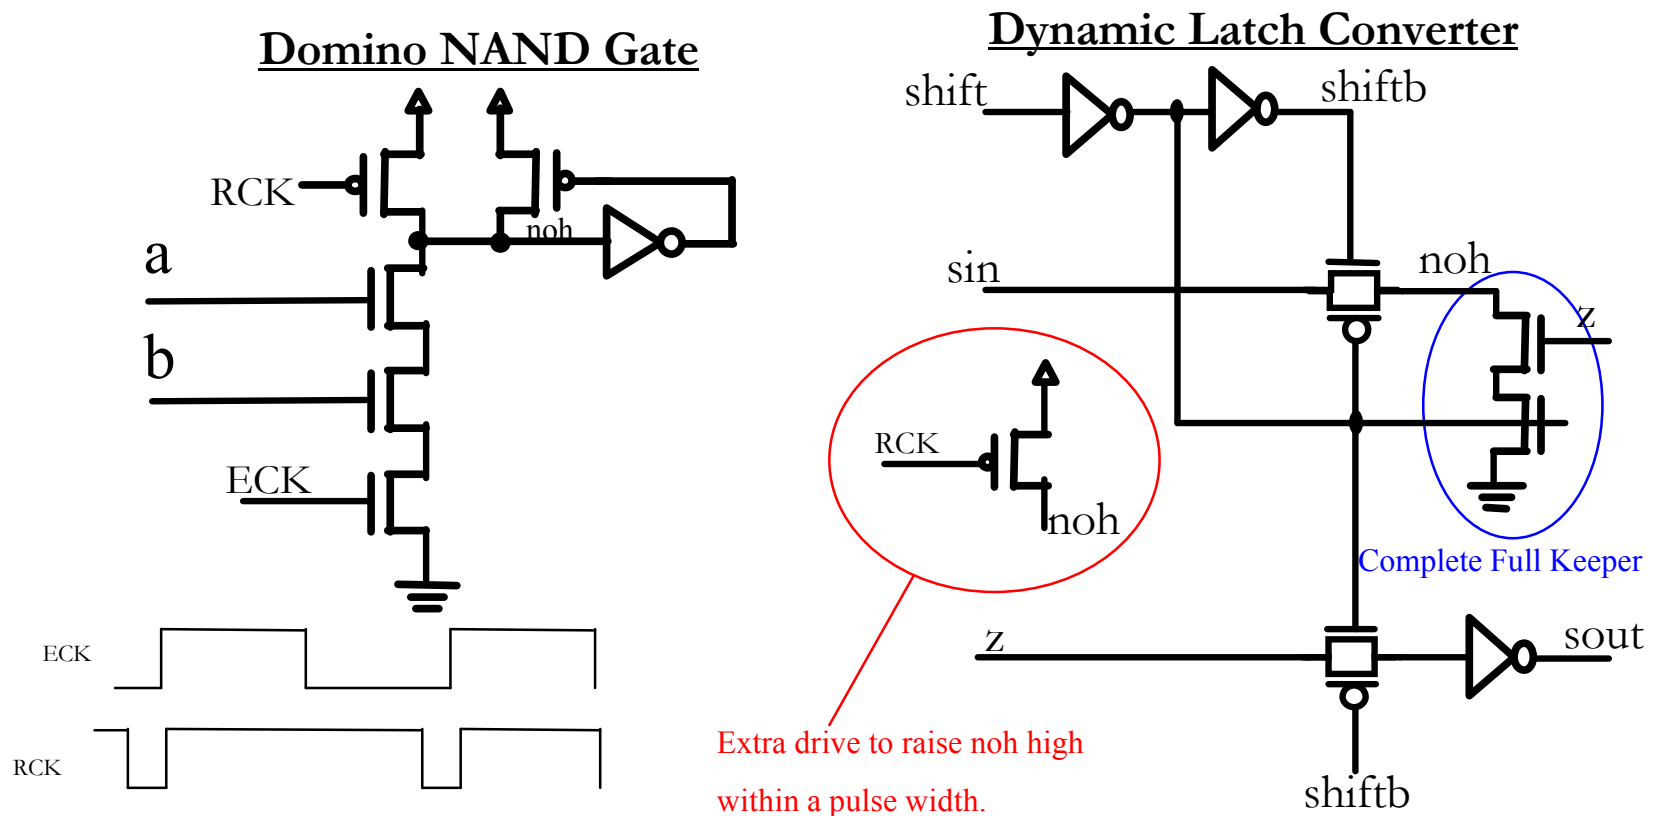 Domino NAND Gate
RCK
noh
a
b
ECK
ECK
RCK
Dynamic Latch Converter
shift
shiftb
sin
noh
z
RCK
noh
Complete Full Keeper
z
sout
Extra drive to raise noh high
within a pulse width.
shiftb